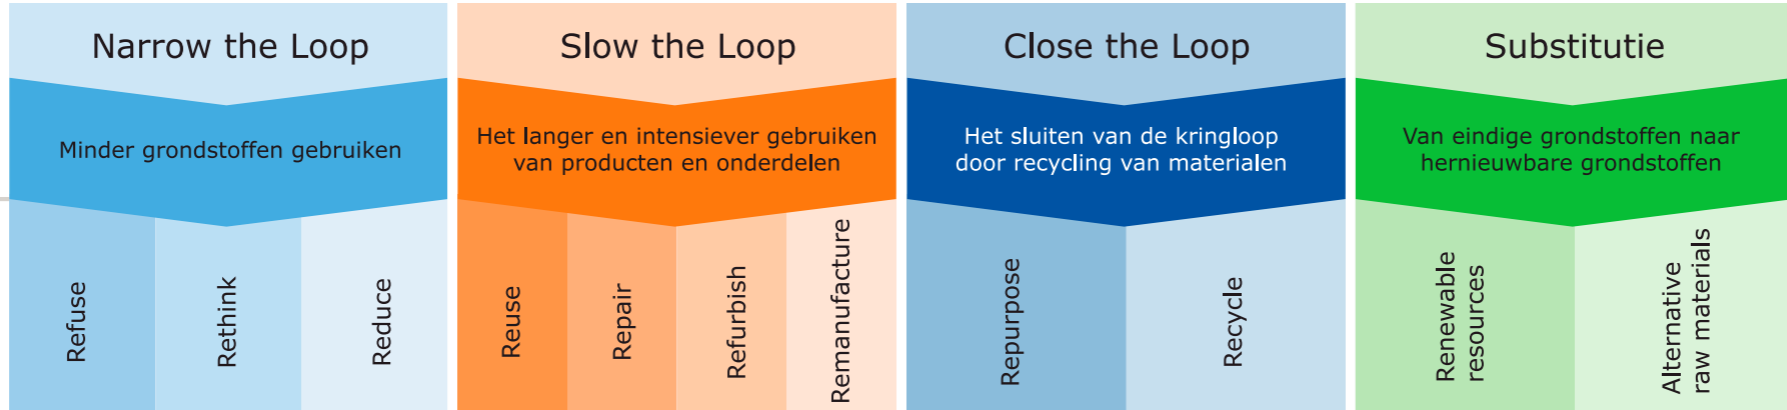 Narrow the Loop
Minder grondstoffen gebruiken
Refuse
Rethink
Reduce
Slow the Loop
Het langer en intensiever gebruiken
van producten en onderdelen
Reuse
Repair
Refurbish
Remanufacture
Close the Loop
Het sluiten van de kringloop
door recycling van materialen
Repurpose
Recycle
Substitutie
Van eindige grondstoffen naar
hernieuwbare grondstoffen
Renewable
resources
Alternative
raw materials